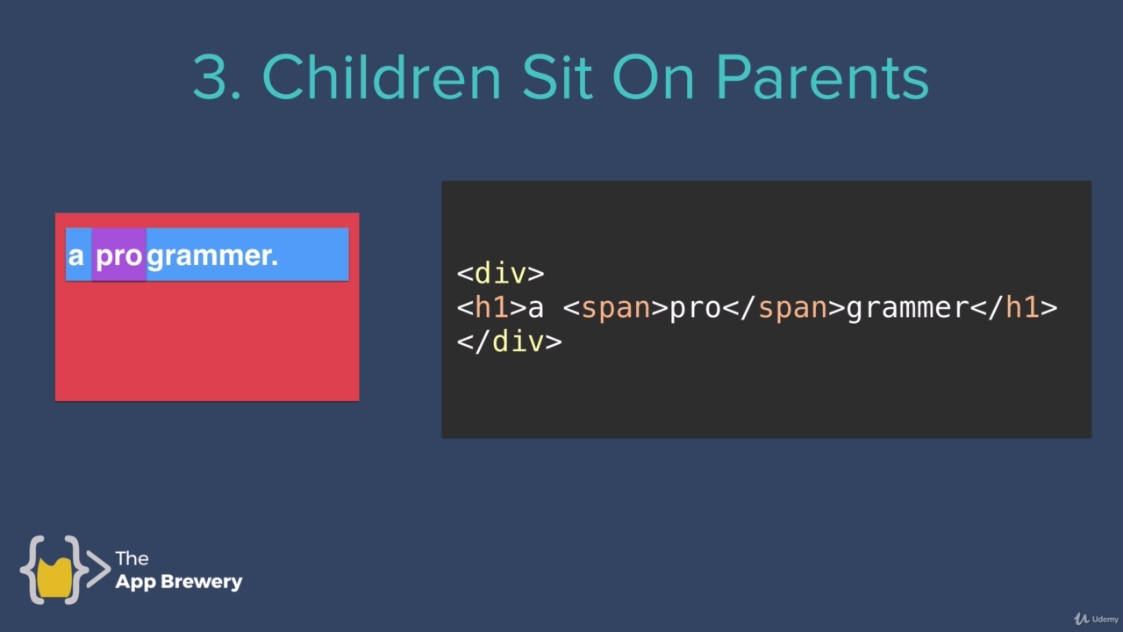 3. Children Sit On Parents
a programmer.
<div>
<h1>a <span>pro</span>grammer</h1>
</div>
The
App Brewery
Udemy